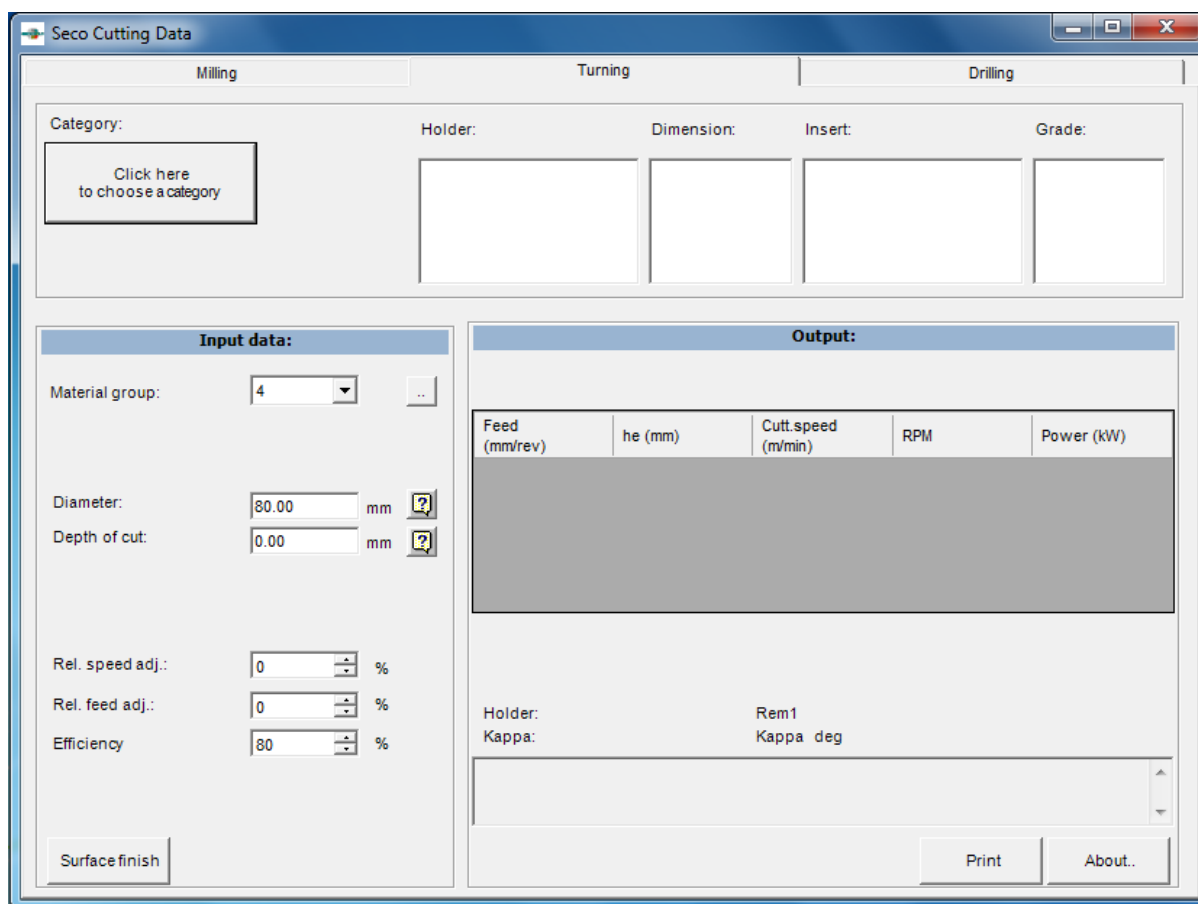 Seco Cutting Data
Milling
Turning
Drilling
Category:
Holder:
Dimension:
Insert:
Grade:
Click here
to choose a category
Input data:
Output:
Material group:
4
..
Feed
(mm/rev)
he (mm)
Cutt.speed
(m/min)
RPM
Power (kW)
Diameter:
80.00
mm
?
Depth of cut:
0.00
mm
?
Rel. speed adj.:
0
%
Rel. feed adj.:
0
%
Efficiency
80
%
Holder:
Rem1
Kappa:
Kappa deg
Surface finish
Print
About..